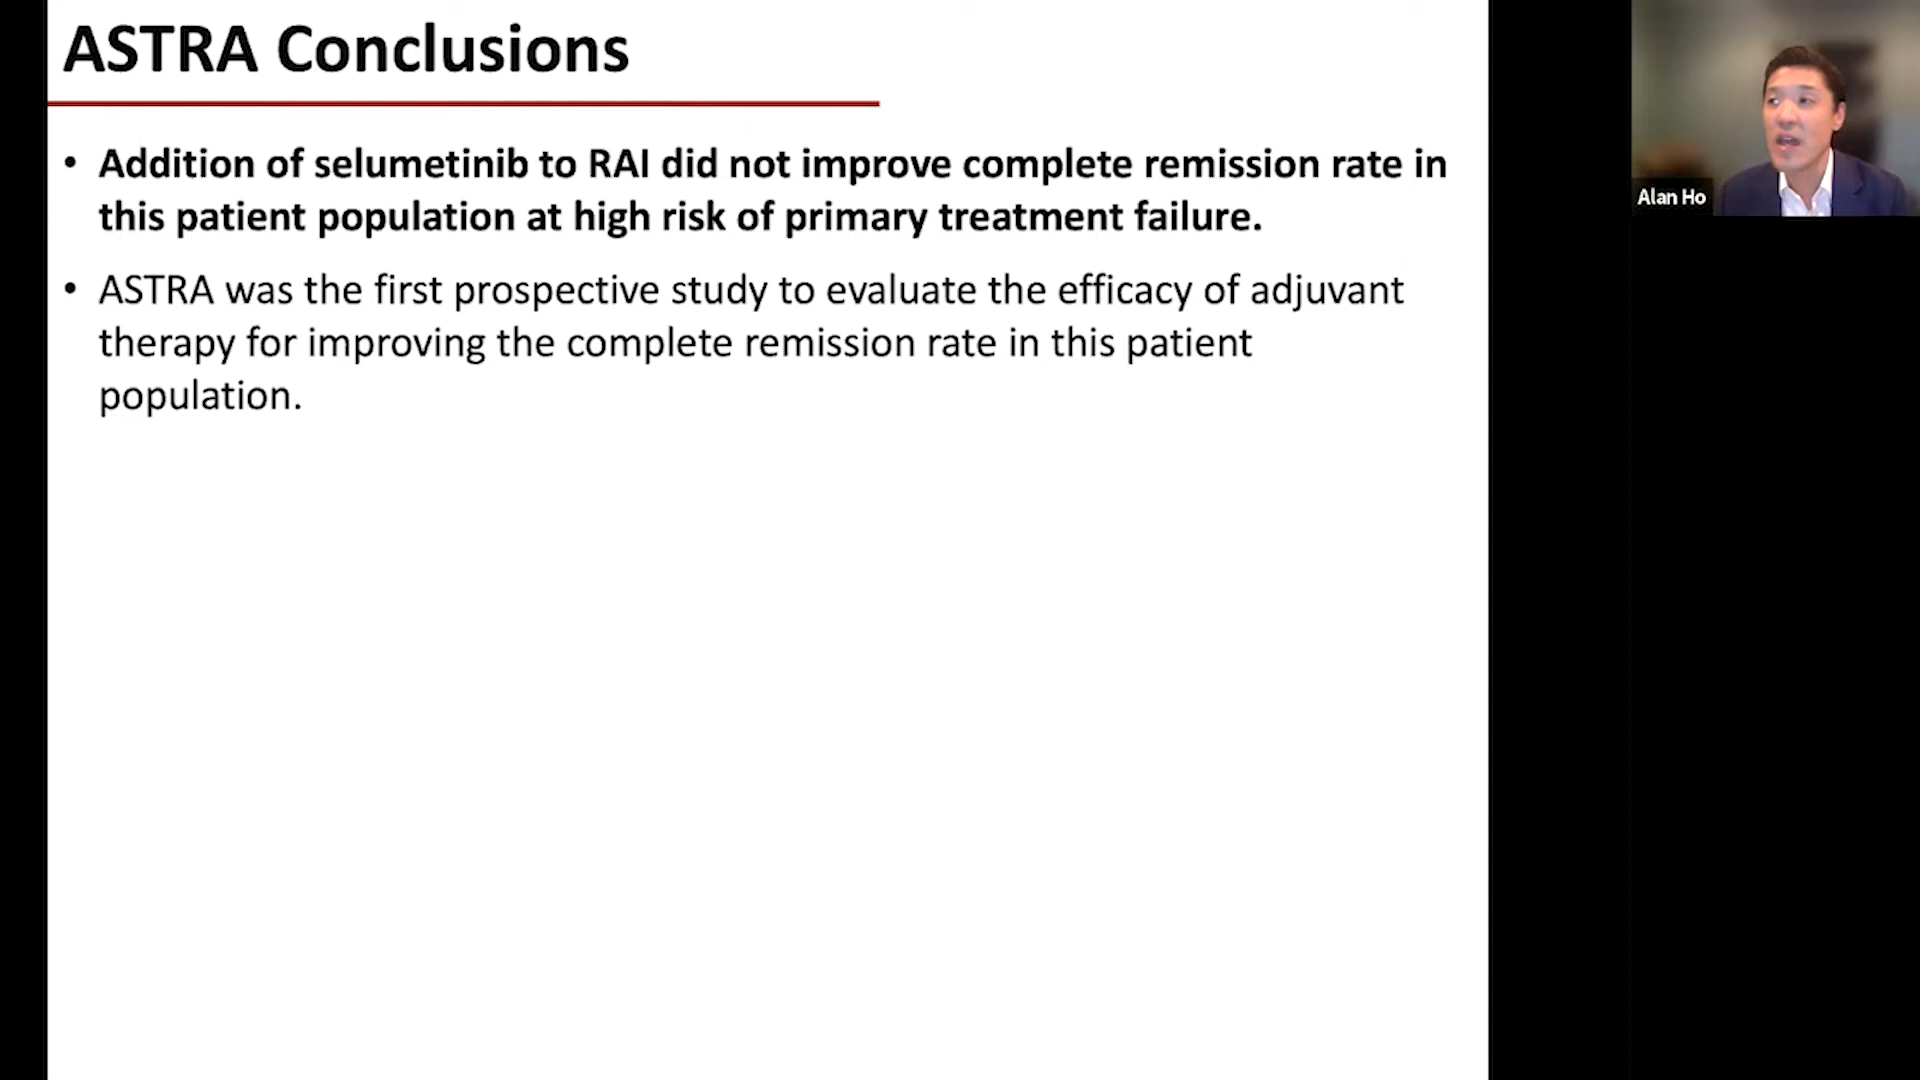 ASTRA Conclusions
• Addition of selumetinib to RAI did not improve complete remission rate in
this patient population at high risk of primary treatment failure.
• ASTRA was the first prospective study to evaluate the efficacy of adjuvant
therapy for improving the complete remission rate in this patient
population.
Alan Ho